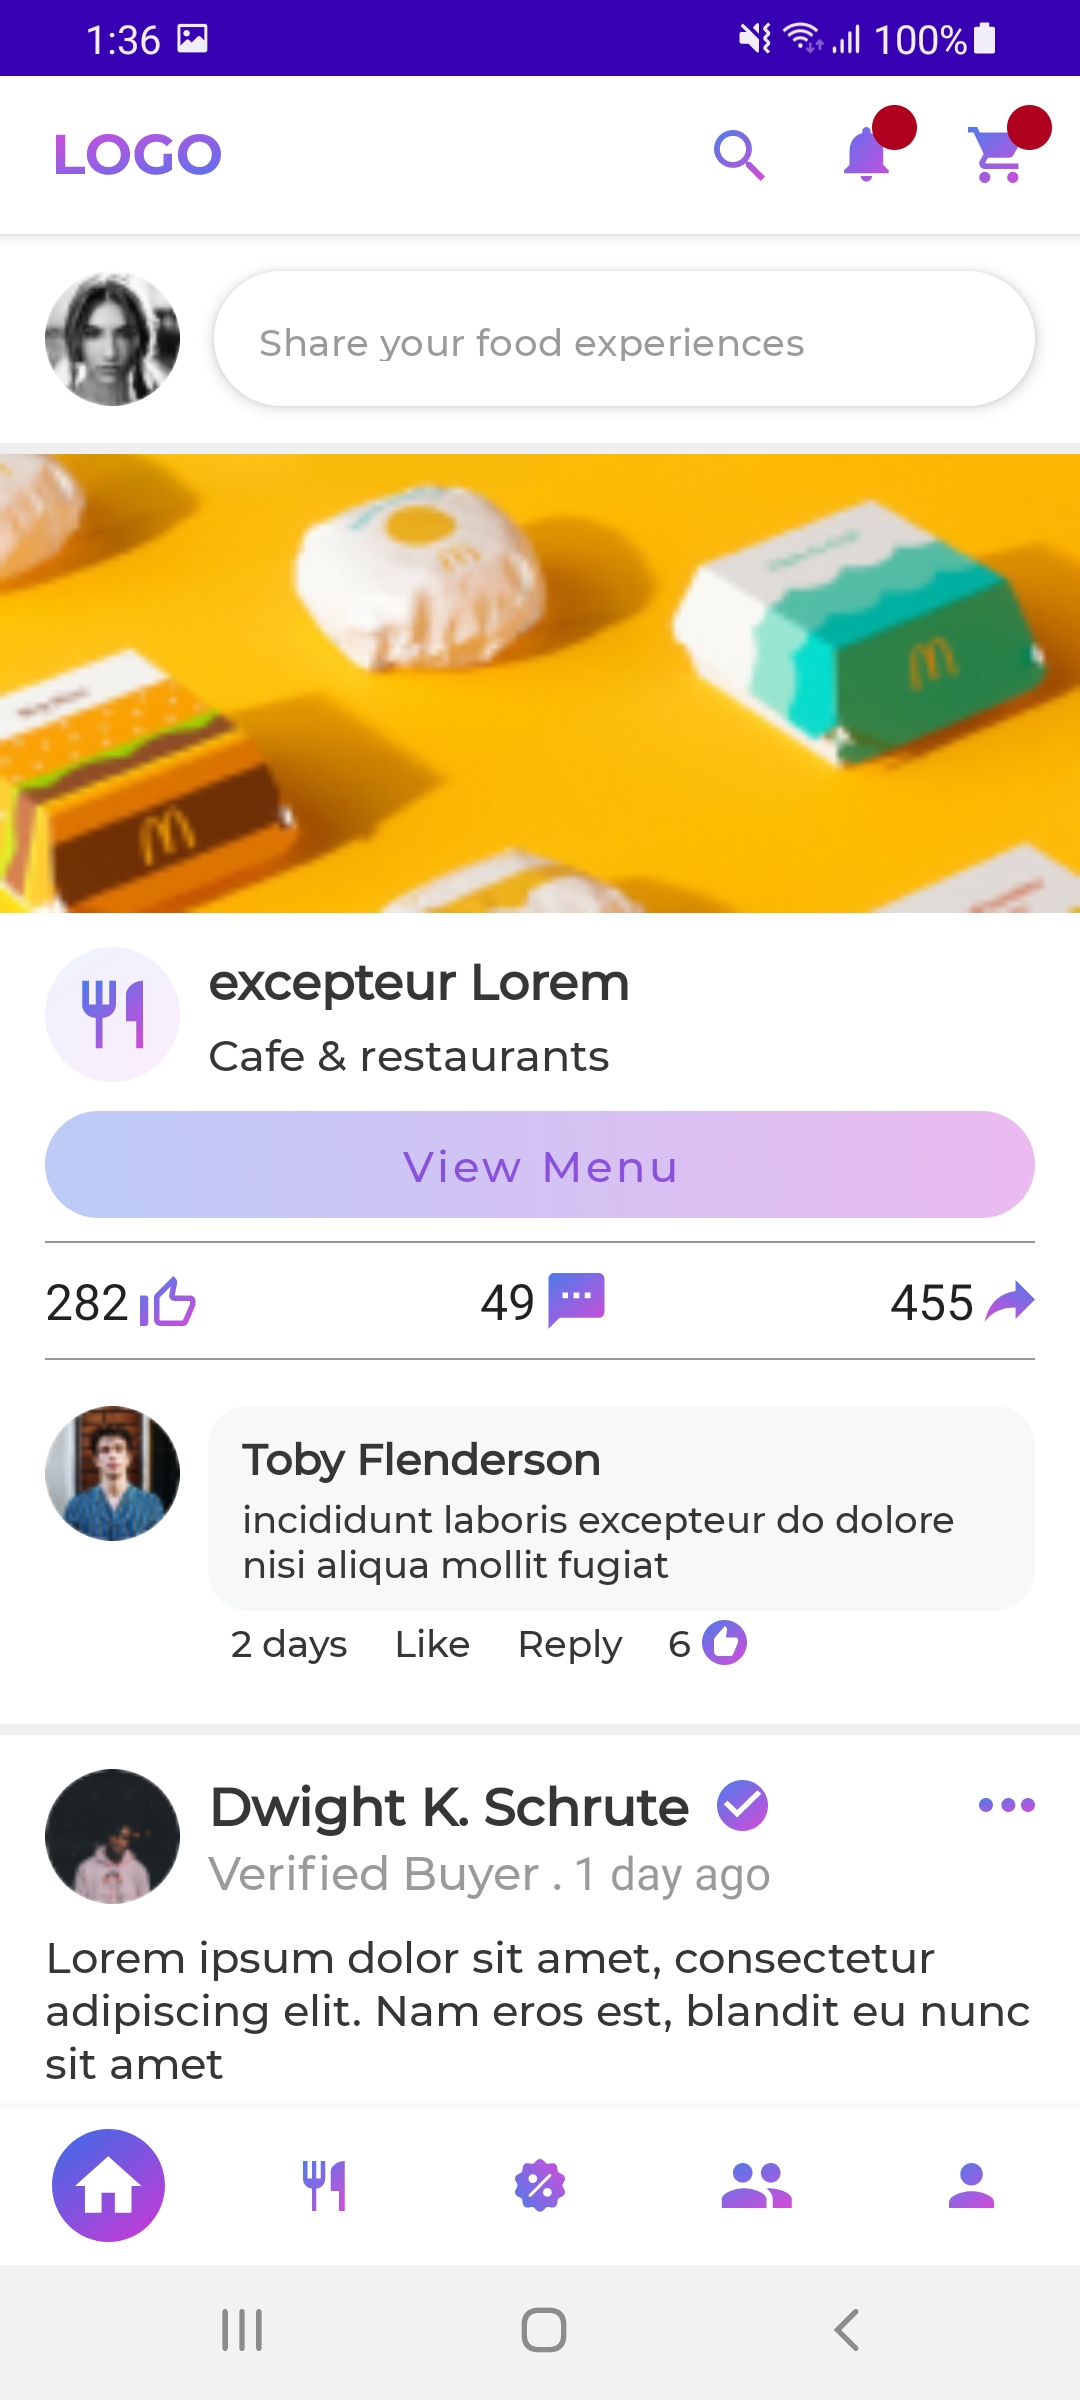 1:36 100%
LOGO
Share your food experiences
excepteur Lorem
Cafe & restaurants
View Menu
282 49 455
Toby Flenderson
incididunt laboris excepteur do dolore
nisi aliqua mollit fugiat
2 days Like Reply 6
Dwight K. Schrute
Verified Buyer . 1 day ago
Lorem ipsum dolor sit amet, consectetur
adipiscing elit. Nam eros est, blandit eu nunc
sit amet